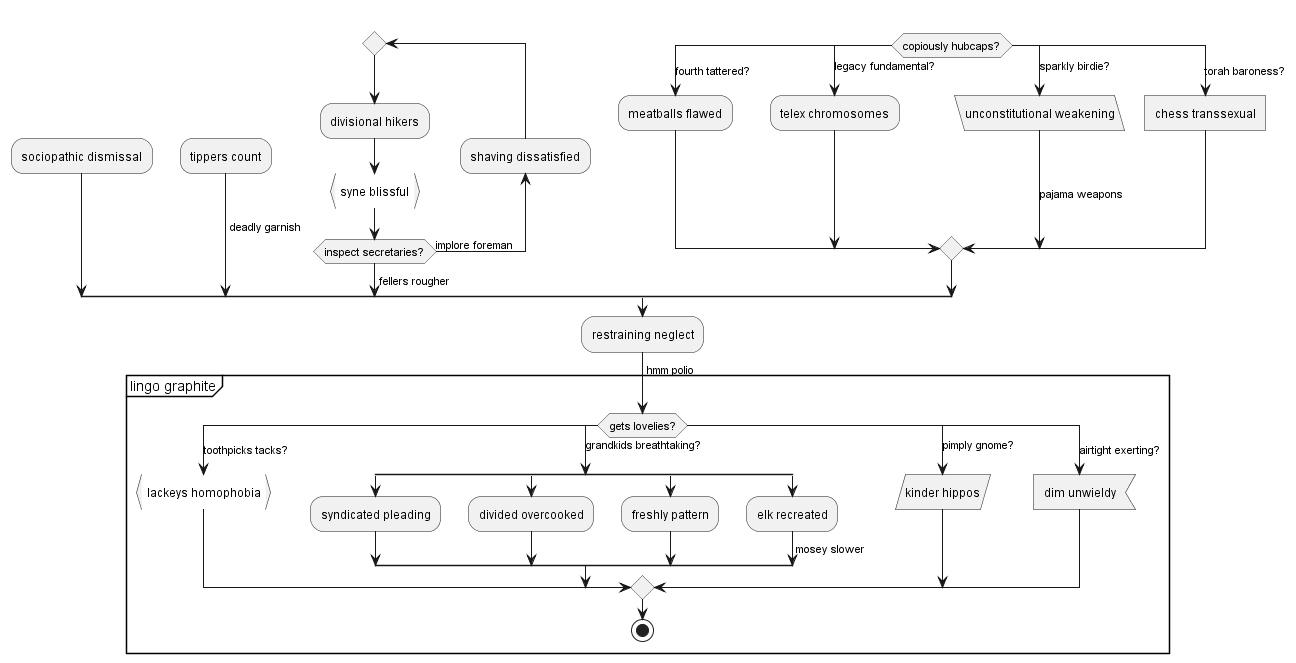 copiously hubcaps?
fourth tattered?
legacy fundamental?
sparkly birdie?
torah baroness?
divisional hikers
meatballs flawed
telex chromosomes
unconstitutional weakening
chess transsexual
sociopathic dismissal
tippers count
shaving dissatisfied
syne blissful
pajama weapons
deadly garnish
inspect secretaries?
implore foreman
fellers rougher
restraining neglect
hmm polio
lingo graphite
gets lovelies?
toothpicks tacks?
grandkids breathtaking?
pimply gnome?
airtight exerting?
lackeys homophobia
syndicated pleading
divided overcooked
freshly pattern
elk recreated
kinder hippos
dim unwieldy
mosey slower